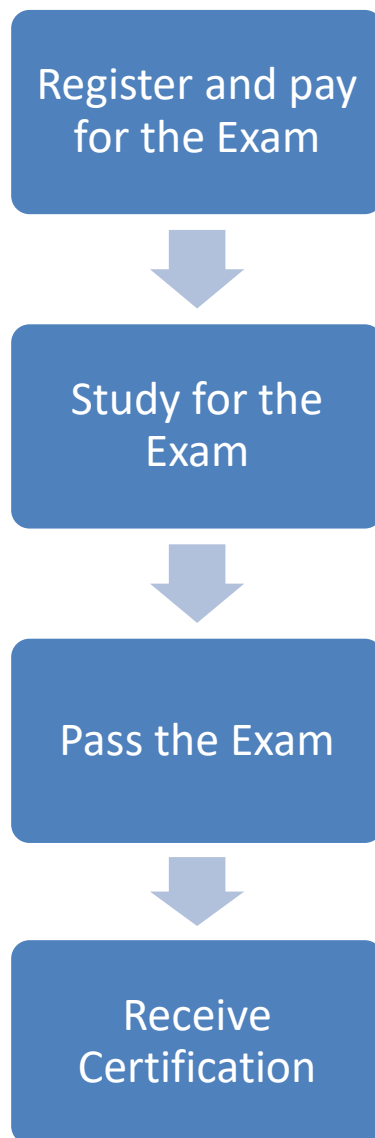 Register and pay
for the Exam
Study for the
Exam
Pass the Exam
Receive
Certification